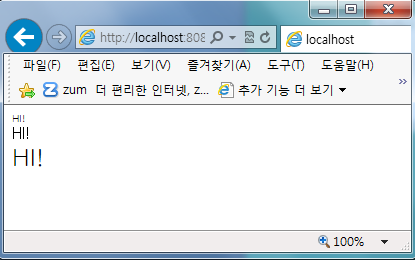 http://localhost:808
localhost
파일(F) 편집(E) 보기(V) 즐겨찾기(A) 도구(T) 도움말(H)
zum 더 편리한 인터넷, z... 추가 기능 더 보기
HI!
HI!
HI!
100%